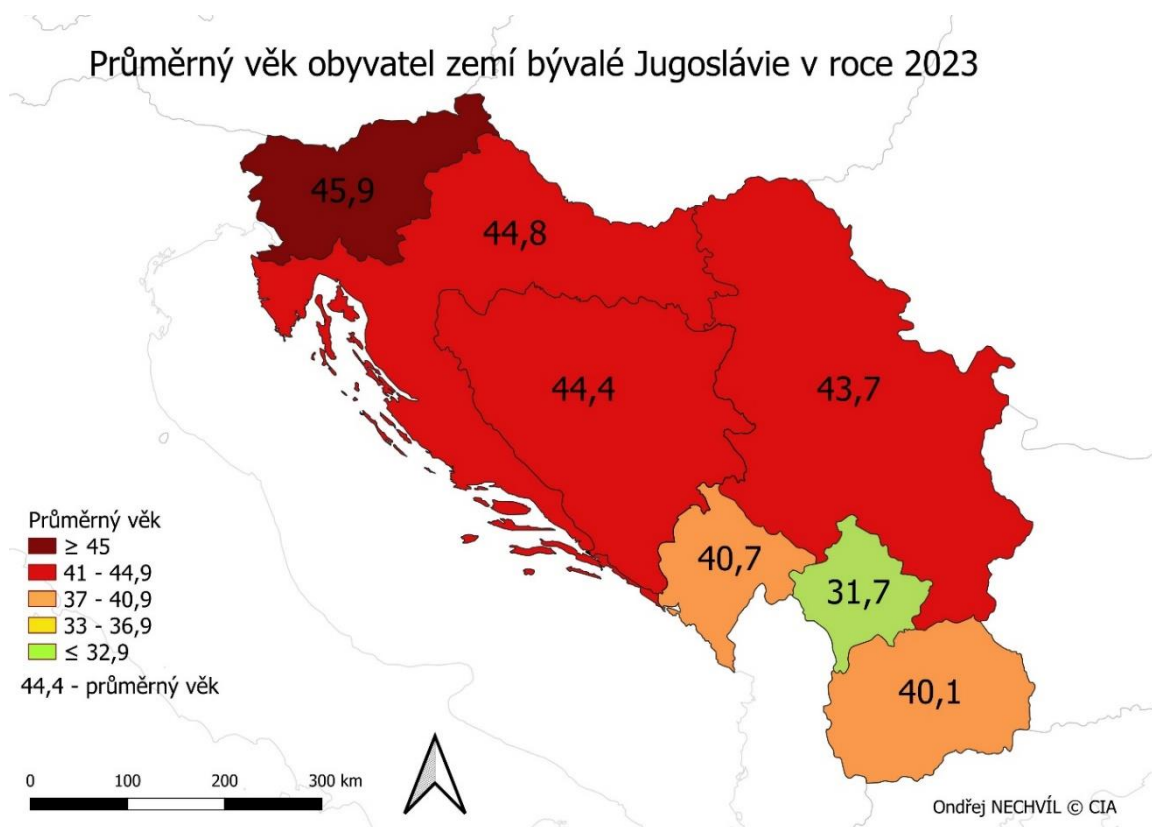 Průměrný věk obyvatel zemí bývalé Jugoslávie v roce 2023
45,9
44,8
44,4
43,7
40,7
31,7
40,1
Průměrný věk
≥ 45
41 - 44,9
37 - 40,9
33 - 36,9
≤ 32,9
44,4 - průměrný věk
0 100 200 300 km
Ondřej NECHVÍL © CIA